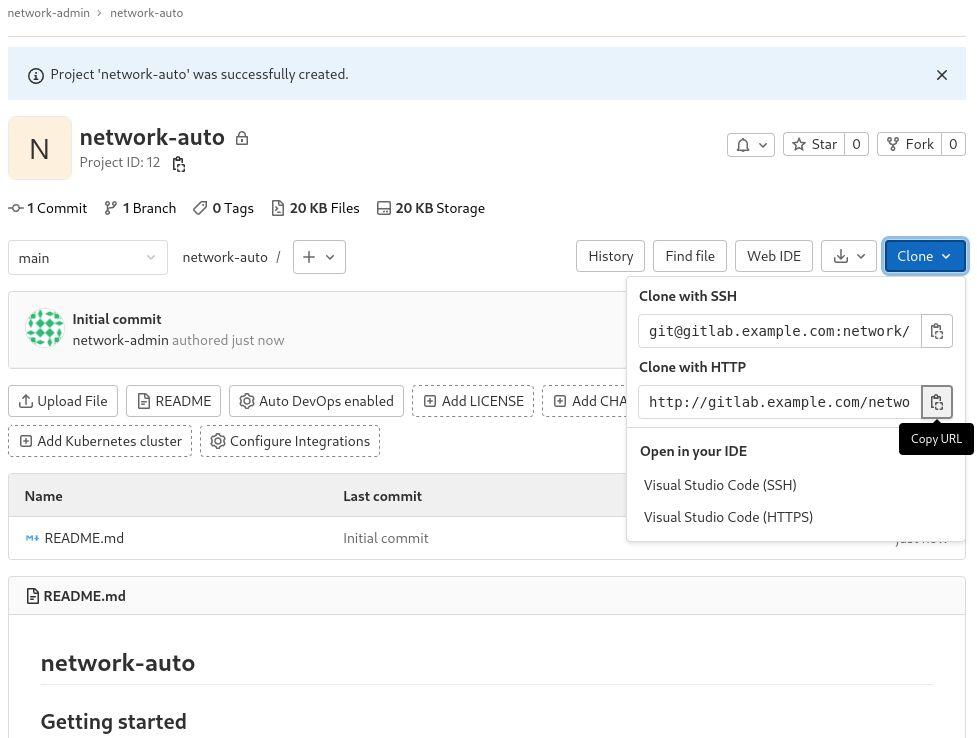 network-admin > network-auto
Project 'network-auto' was successfully created.
N
network-auto
Project ID: 12
Star 0
Fork 0
1 Commit 1 Branch 0 Tags 20 KB Files 20 KB Storage
main
network-auto /
History Find file Web IDE Clone
Clone with SSH
git@gitlab.example.com:network/
Clone with HTTP
http://gitlab.example.com/netwo
Copy URL
Open in your IDE
Visual Studio Code (SSH)
Visual Studio Code (HTTPS)
Initial commit
network-admin authored just now
Upload File README Auto DevOps enabled Add LICENSE Add CHA
Add Kubernetes cluster Configure Integrations
Name Last commit
README.md Initial commit just now
README.md
network-auto
Getting started